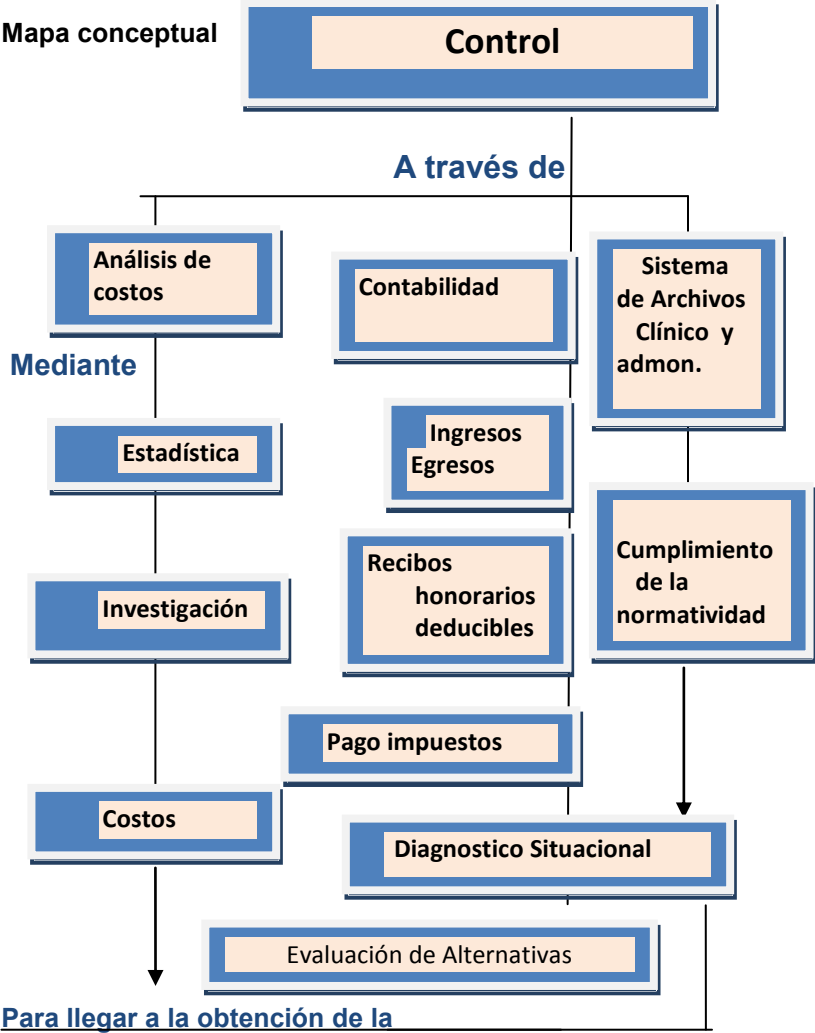 Mapa conceptual
Control
A través de
Análisis de
costos
Contabilidad
Sistema
de Archivos
Clínico y
admon.
Mediante
Estadística
Ingresos
Egresos
Cumplimiento
de la
normatividad
Investigación
Recibos
honorarios
deducibles
Pago impuestos
Costos
Diagnostico Situacional
Evaluación de Alternativas
Para llegar a la obtención de la